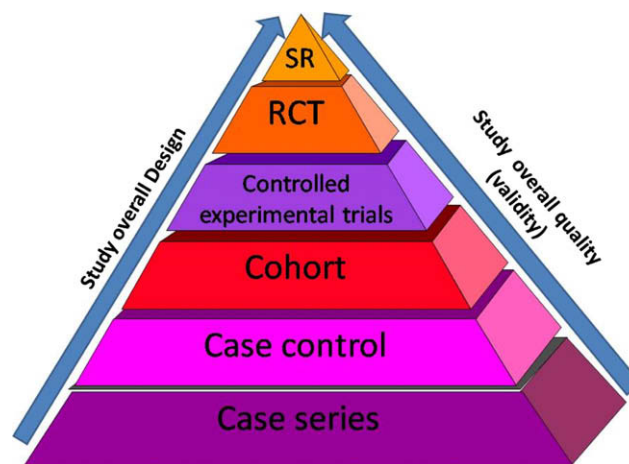 SR
RCT
Controlled
experimental trials
Cohort
Case control
Case series
Study overall Design
Study overall quality
(validity)